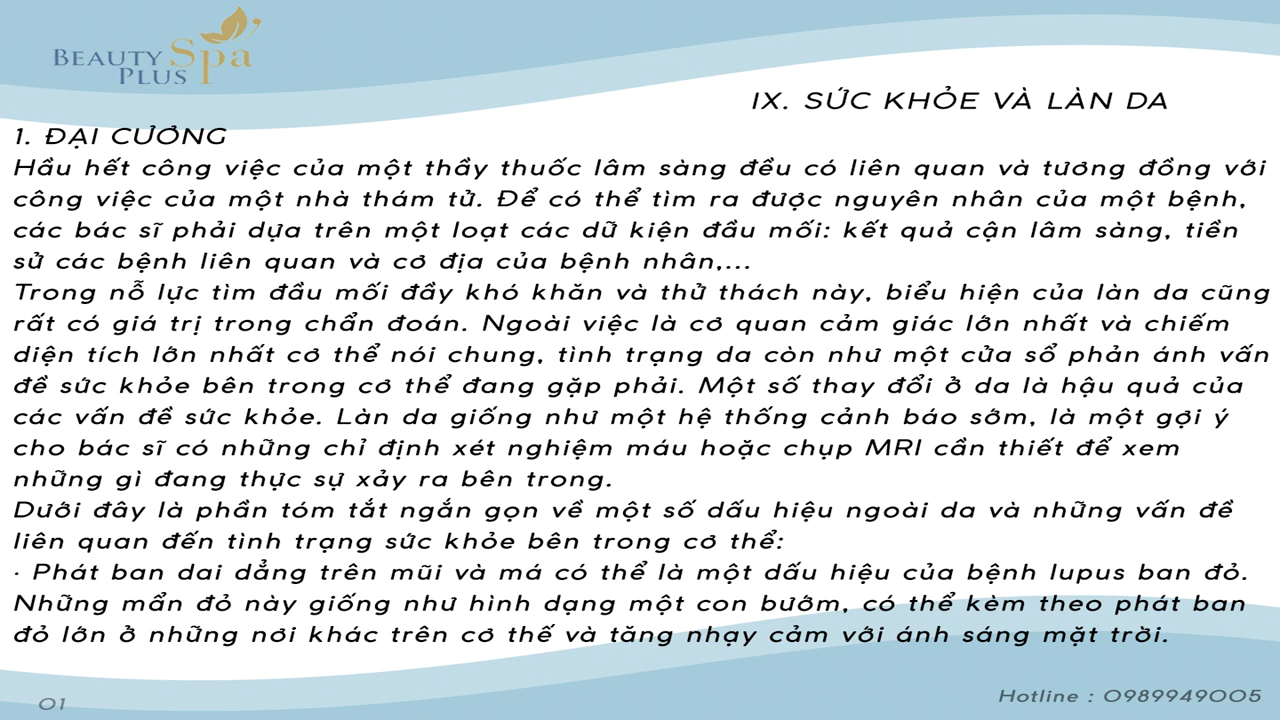 BEAUTY Spa
PLUS
IX. SỨC KHỎE VÀ LÀN DA
1. ĐẠI CƯƠNG
Hầu hết công việc của một thầy thuốc lâm sàng đều có liên quan và tương đồng với
công việc của một nhà thám tử. Để có thể tìm ra được nguyên nhân của một bệnh,
các bác sĩ phải dựa trên một loạt các dữ kiện đầu mối: kết quả cận lâm sàng, tiền
sử các bệnh liên quan và cơ địa của bệnh nhân,...
Trong nỗ lực tìm đầu mối đầy khó khăn và thử thách này, biểu hiện của làn da cũng
rất có giá trị trong chẩn đoán. Ngoài việc là cơ quan cảm giác lớn nhất và chiếm
diện tích lớn nhất cơ thể nói chung, tình trạng da còn như một cửa sổ phản ánh vấn
đề sức khỏe bên trong cơ thể đang gặp phải. Một số thay đổi ở da là hậu quả của
các vấn đề sức khỏe. Làn da giống như một hệ thống cảnh báo sớm, là một gợi ý
cho bác sĩ có những chỉ định xét nghiệm máu hoặc chụp MRI cần thiết để xem
những gì đang thực sự xảy ra bên trong.
Dưới đây là phần tóm tắt ngắn gọn về một số dấu hiệu ngoài da và những vấn đề
liên quan đến tình trạng sức khỏe bên trong cơ thể:
· Phát ban dai dẳng trên mũi và má có thể là một dấu hiệu của bệnh lupus ban đỏ.
Những mẩn đỏ này giống như hình dạng một con bướm, có thể kèm theo phát ban
đỏ lớn ở những nơi khác trên cơ thế và tăng nhạy cảm với ánh sáng mặt trời.
01
Hotline : 0989949005